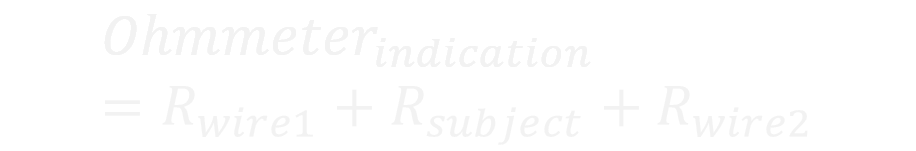 Ohmmeter_indication
= R_wire1 + R_subject + R_wire2